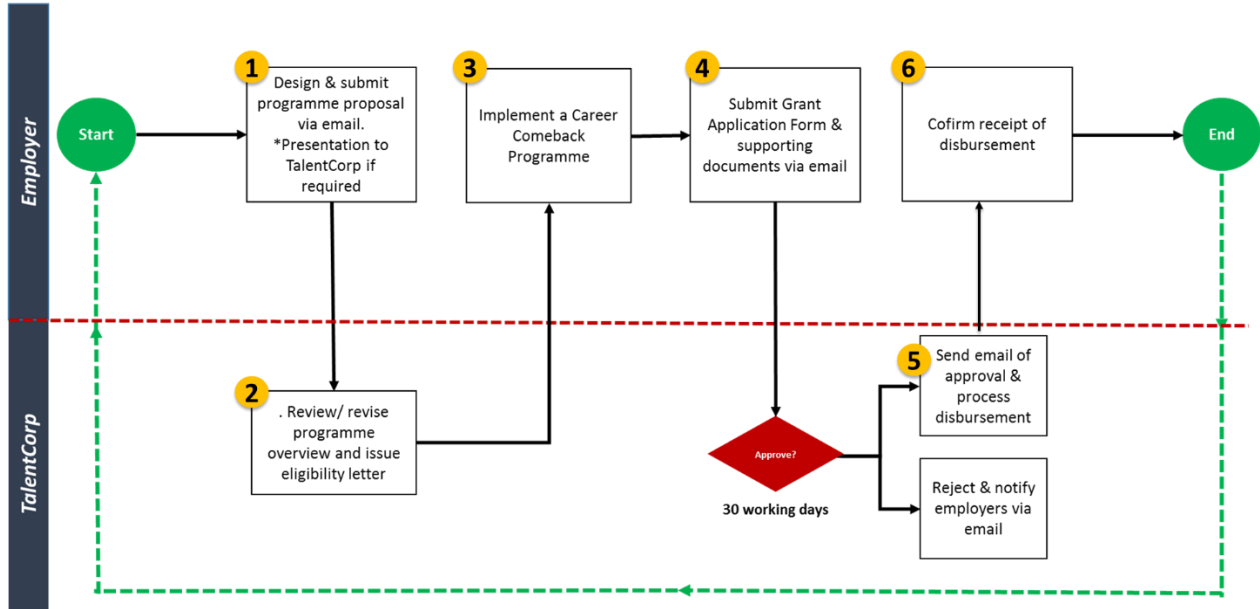 Employer
Start
1
Design & submit
programme proposal
via email.
*Presentation to
TalentCorp if
required
3
Implement a Career
Comeback
Programme
4
Submit Grant
Application Form &
supporting
documents via email
6
Cofirm receipt of
disbursement
End
TalentCorp
2
. Review/ revise
programme
overview and issue
eligibility letter
Approve?
30 working days
5
Send email of
approval &
process
disbursement
Reject & notify
employers via
email